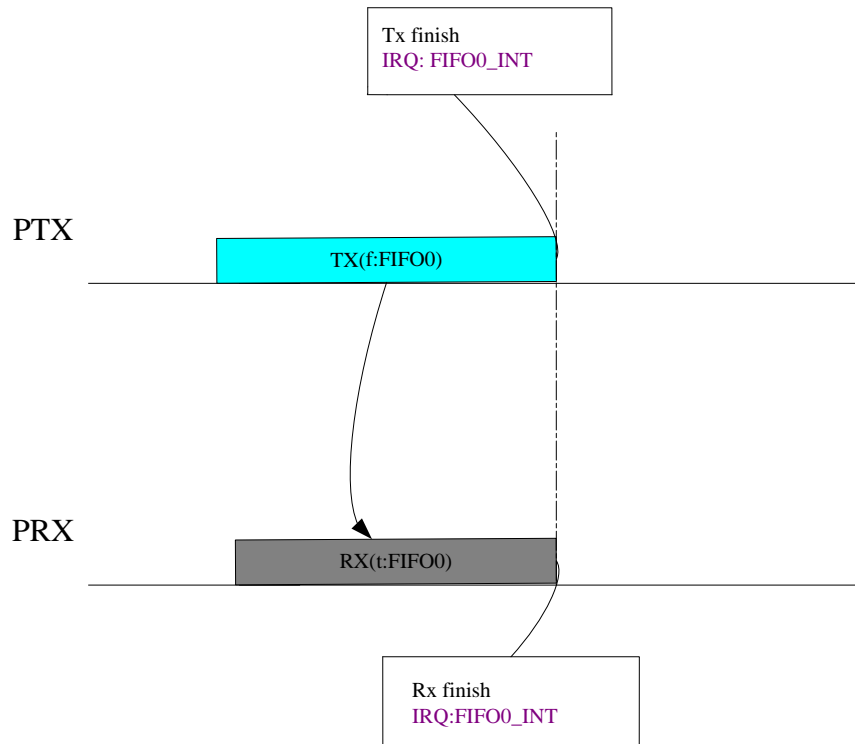 Tx finish
IRQ: FIFO0_INT
PTX
TX(f:FIFO0)
PRX
RX(t:FIFO0)
Rx finish
IRQ:FIFO0_INT